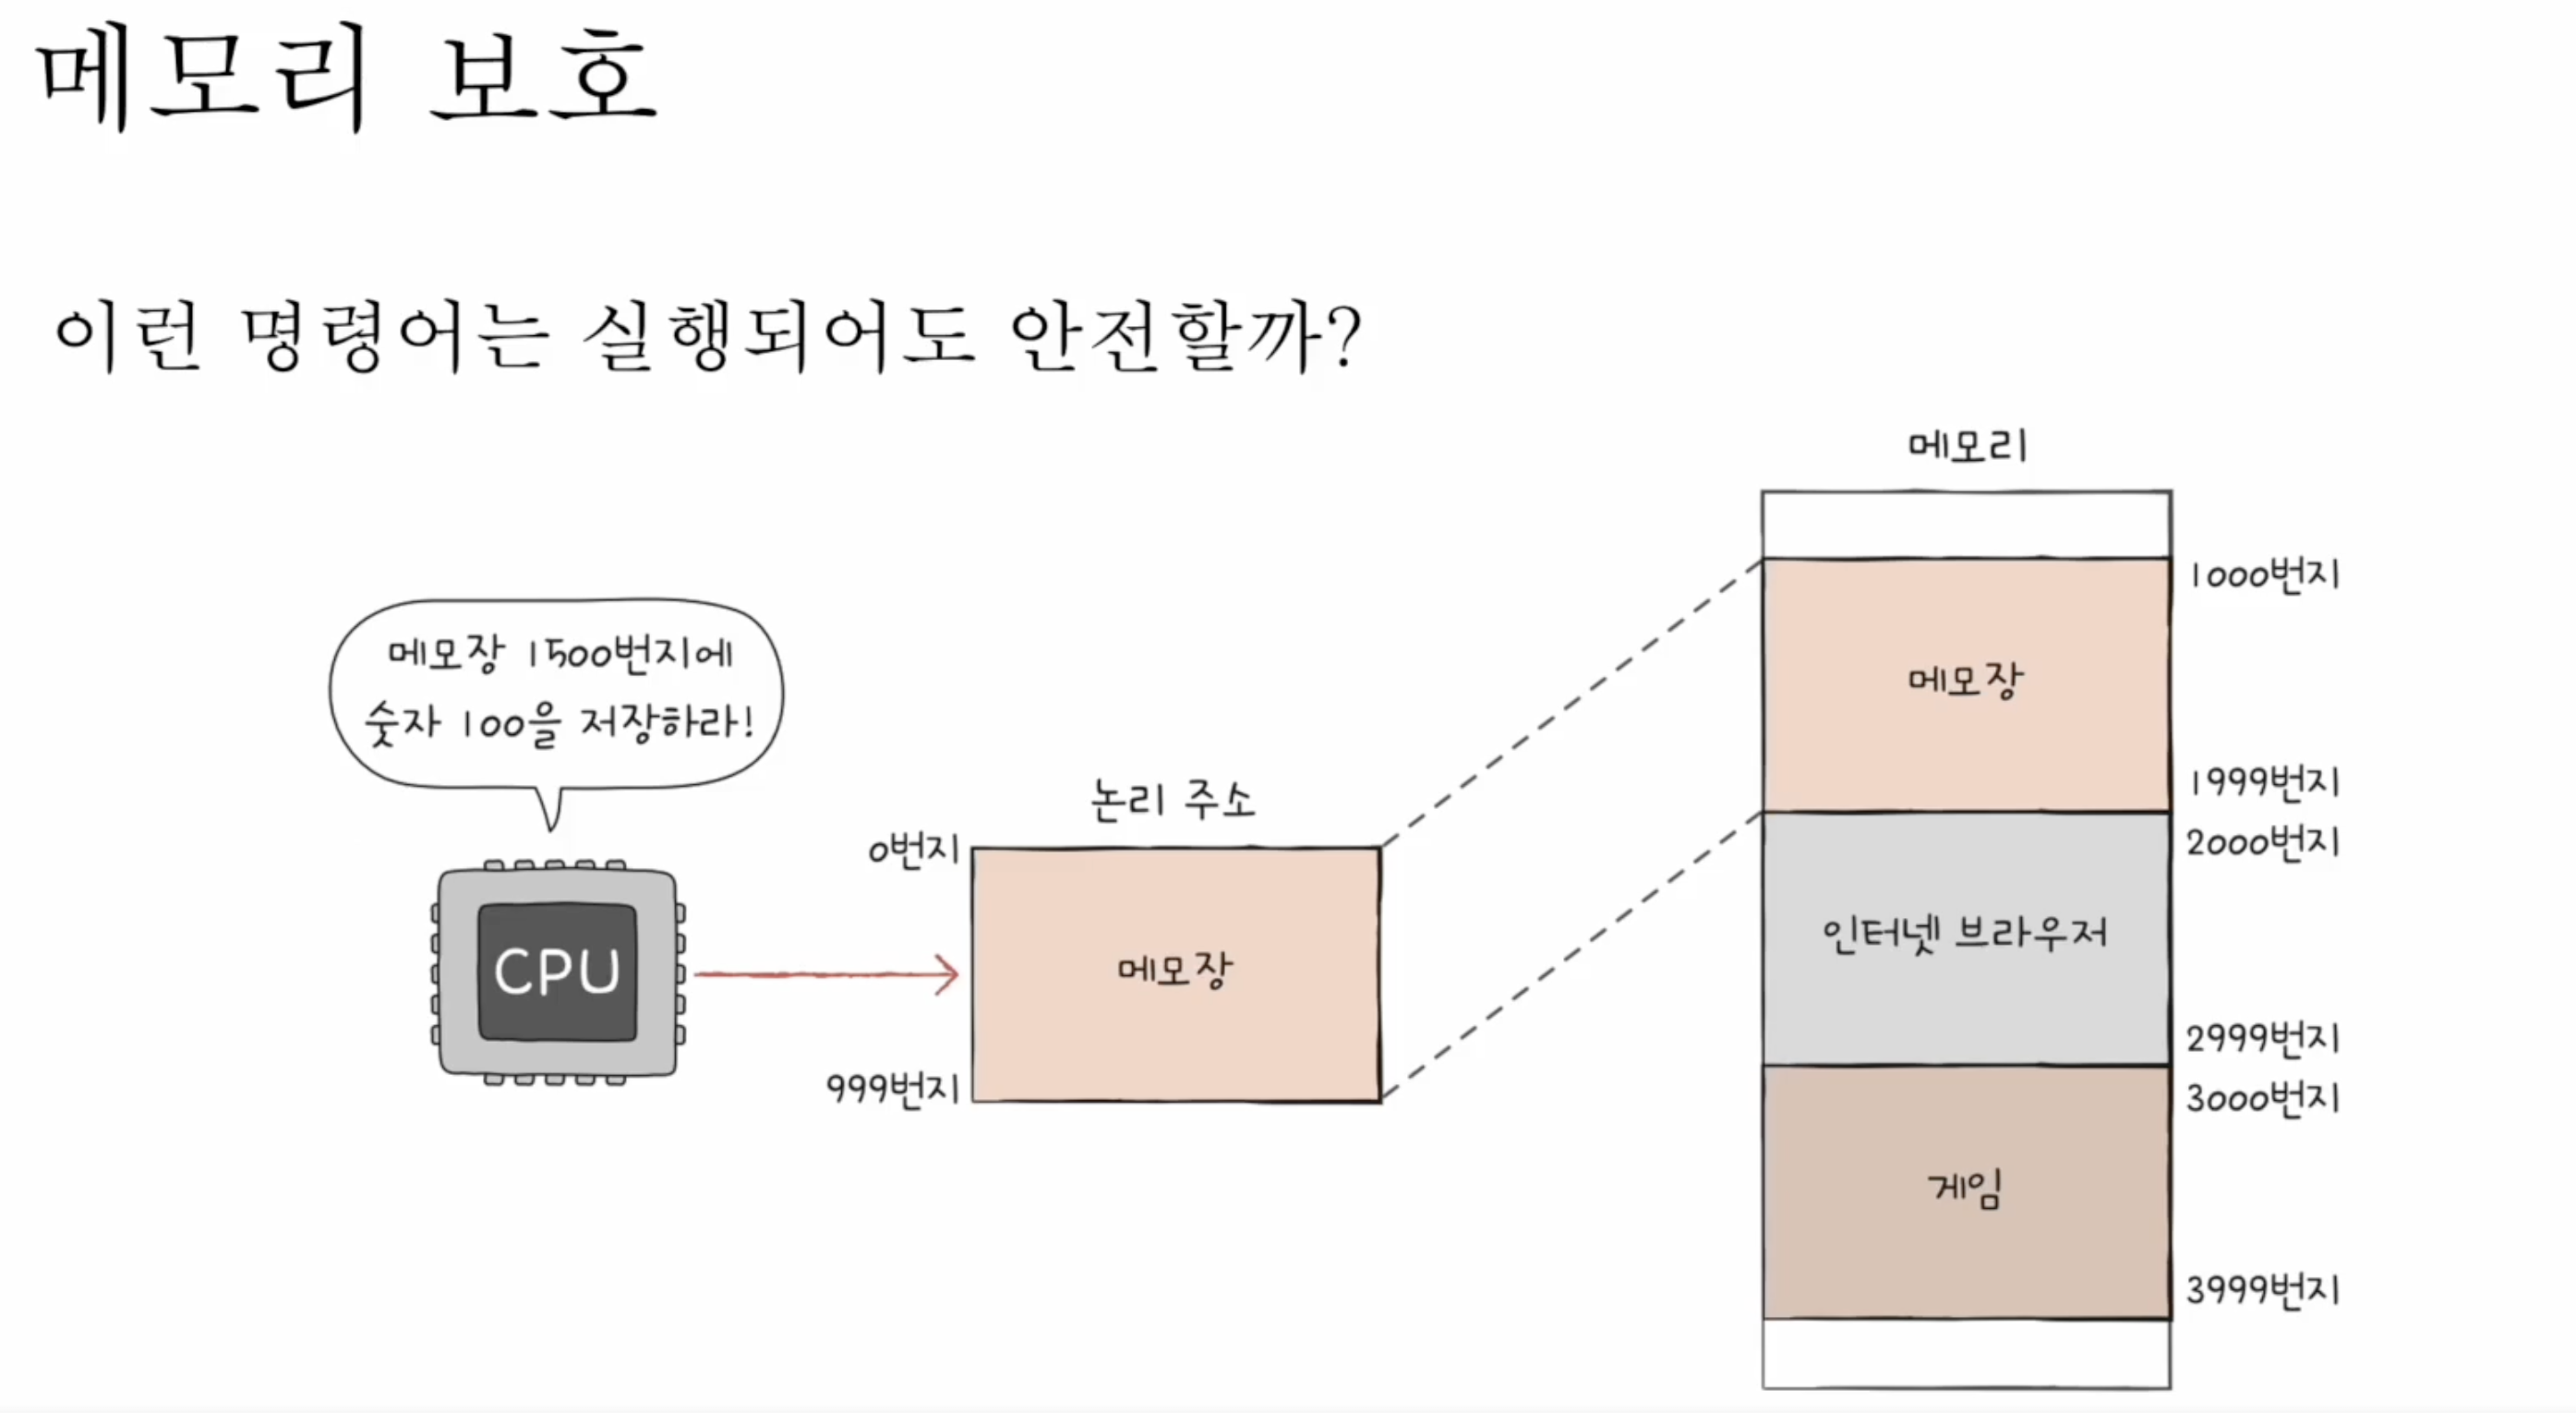 메모리 보호
이런 명령어는 실행되어도 안전할까?
메모장 1500번지에
숫자 100을 저장하라!
CPU
논리 주소
0번지
메모장
999번지
메모리
1000번지
메모장
1999번지
2000번지
인터넷 브라우저
2999번지
3000번지
게임
3999번지